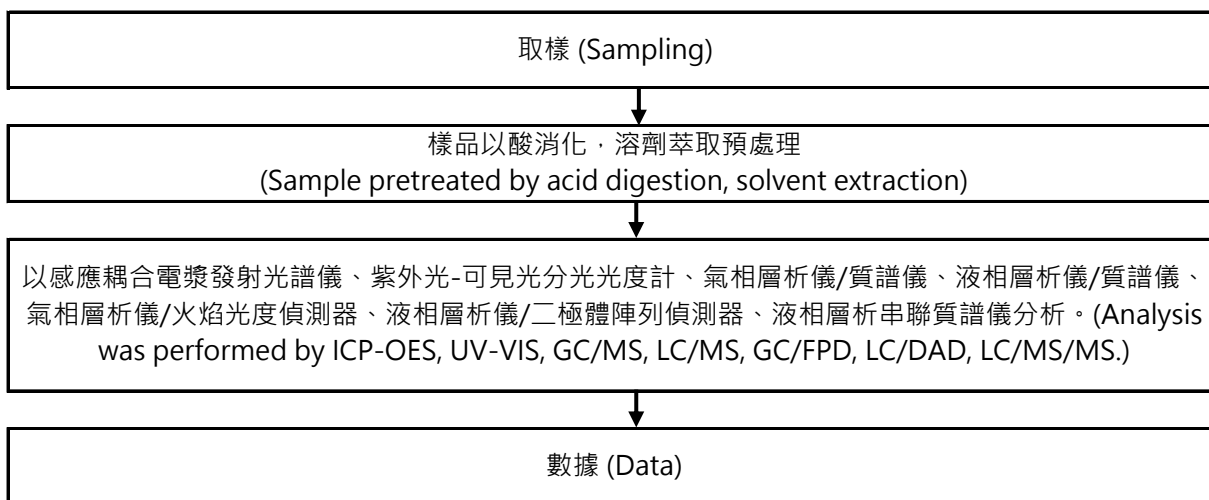 取樣 (Sampling)
樣品以酸消化，溶劑萃取預處理
(Sample pretreated by acid digestion, solvent extraction)
以感應耦合電漿發射光譜儀、紫外光-可見光分光光度計、氣相層析儀/質譜儀、液相層析儀/質譜儀、
氣相層析儀/火焰光度偵測器、液相層析儀/二極體陣列偵測器、液相層析串聯質譜儀分析。(Analysis
was performed by ICP-OES, UV-VIS, GC/MS, LC/MS, GC/FPD, LC/DAD, LC/MS/MS.)
數據 (Data)